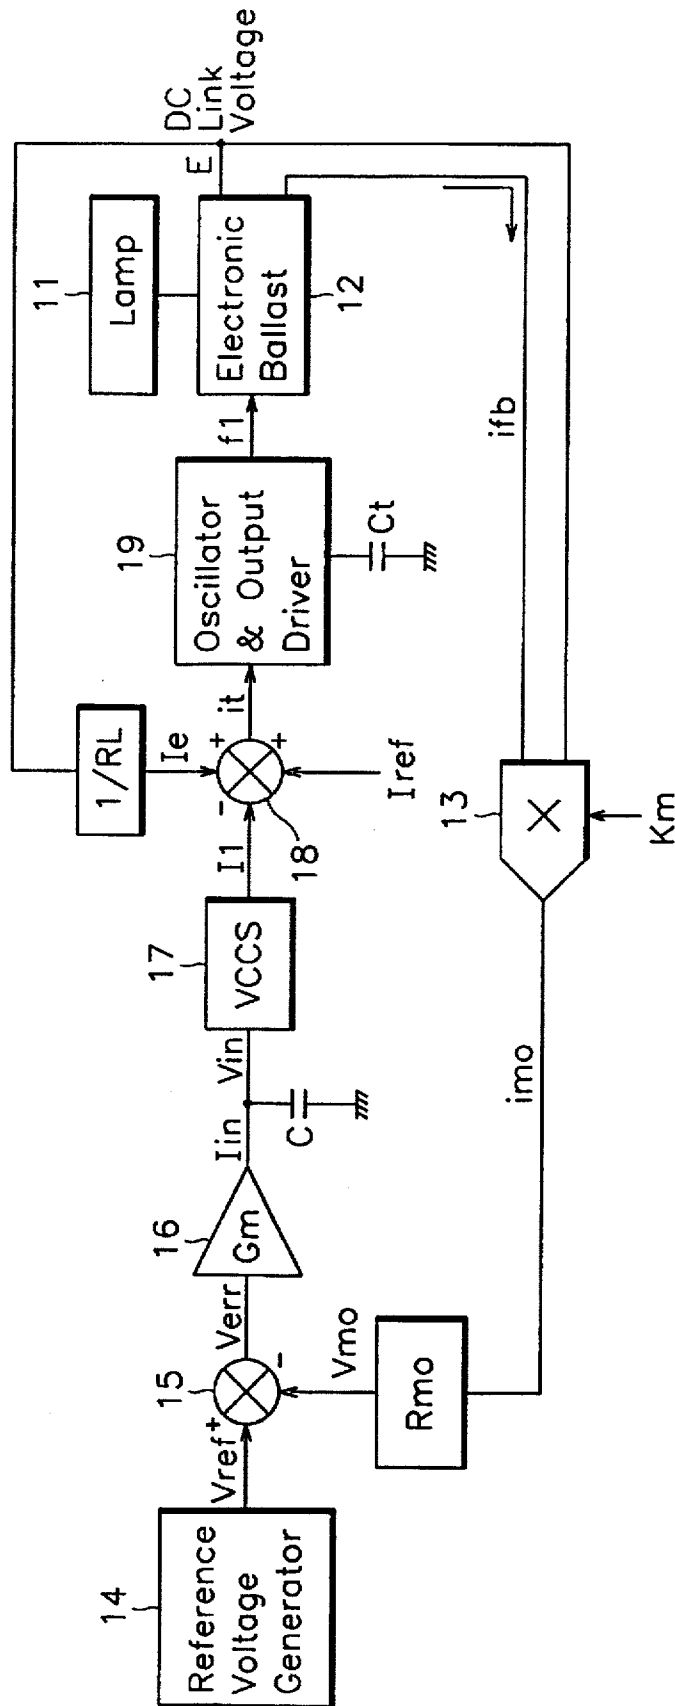 14
Reference
Voltage
Generator
Vref
+
15
-
Verr
Vmo
Rmo
16
Gm
Iin
Vin
C
17
VCCS
I1
-
18
1/RL
Ie
+
+
it
Iref
19
Oscillator
& Output
Driver
Ct
f1
11
Lamp
Electronic
Ballast
12
E
DC
Link
Voltage
ifb
13
X
Km
imo